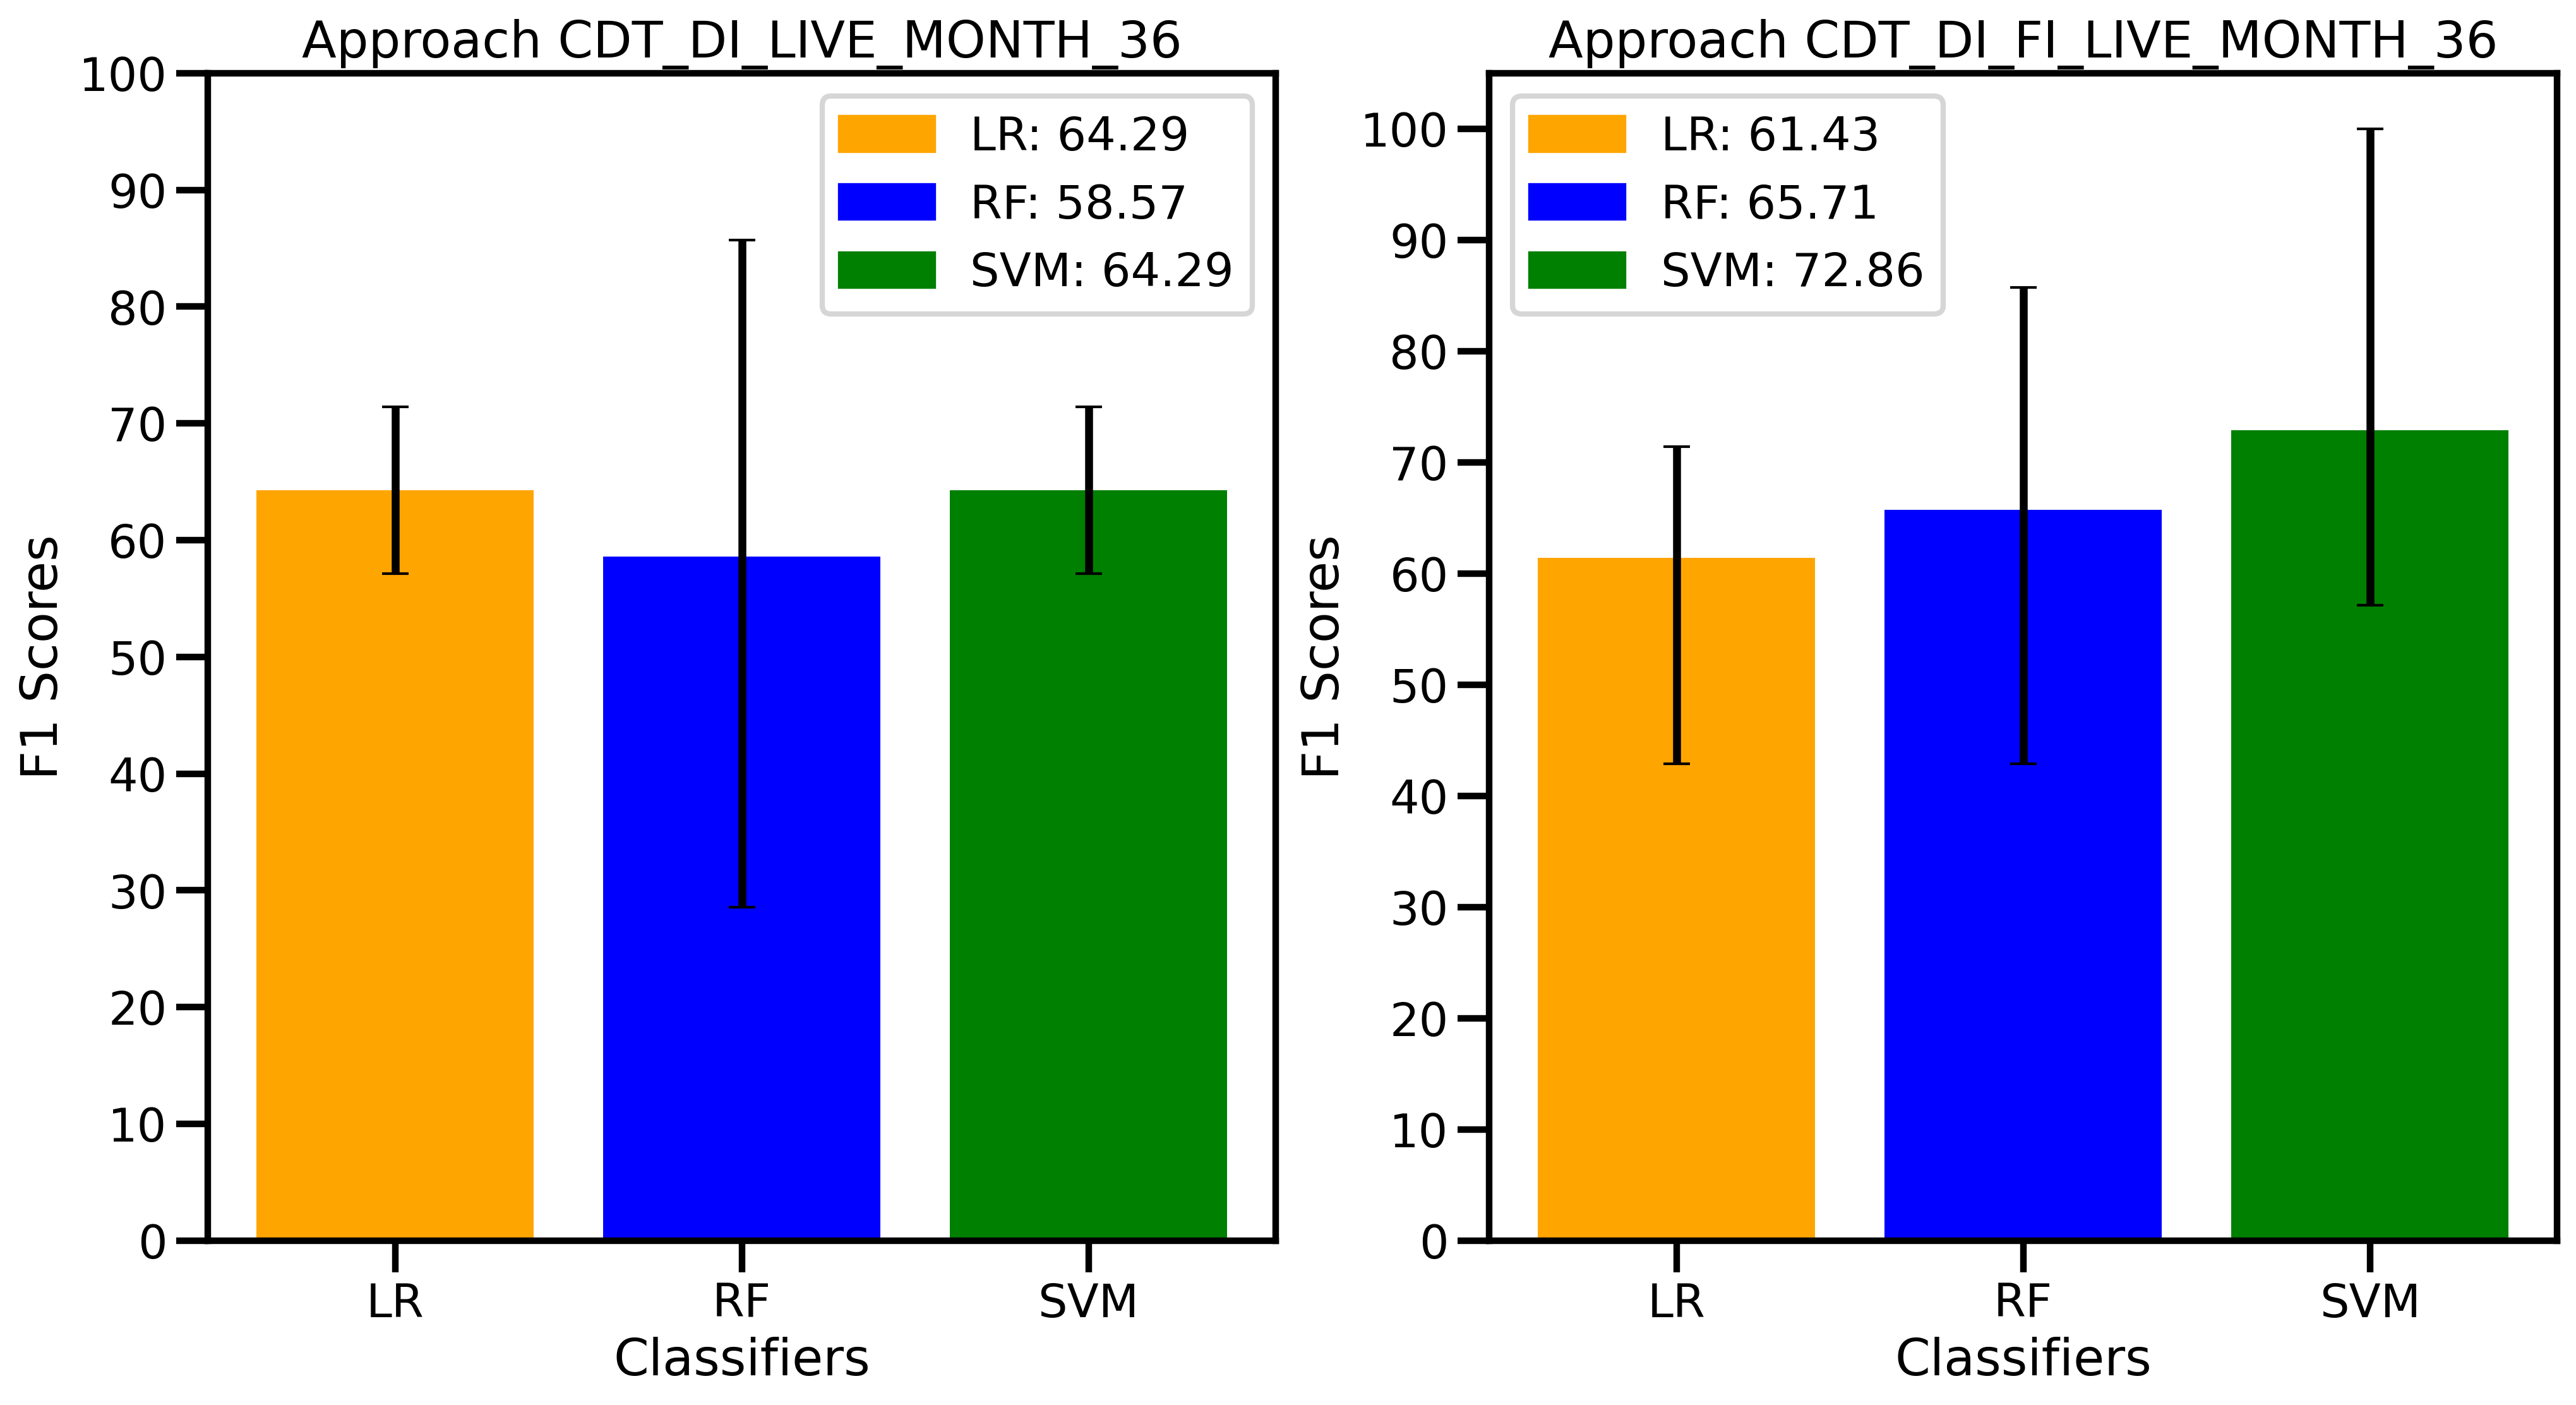 Approach CDT_DI_LIVE_MONTH_36
100
90
80
70
60
50
40
30
20
10
0
F1 Scores
LR: 64.29
RF: 58.57
SVM: 64.29
LR
RF
SVM
Classifiers
Approach CDT_DI_FI_LIVE_MONTH_36
100
90
80
70
60
50
40
30
20
10
0
F1 Scores
LR: 61.43
RF: 65.71
SVM: 72.86
LR
RF
SVM
Classifiers